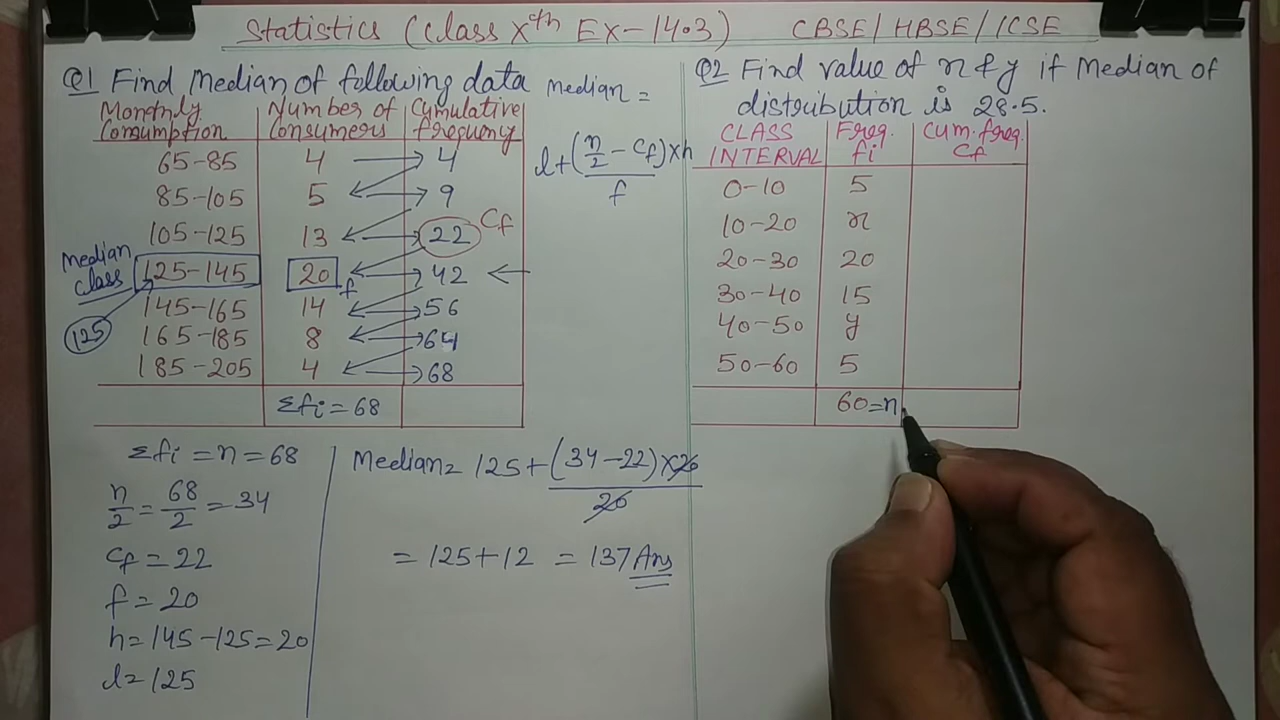 Statistics (Class Xth Ex-14.3) CBSE/HBSE/ICSE
Q1 Find Median of following data
Monthly Consumption Number of Consumers Cumulative frequency
65-85 4 4
85-105 5 9
105-125 13 22 Cf
median class 125-145 20 f 42
125 145-165 14 56
165-185 8 64
185-205 4 68
Σfi = 68
Median =
l+(n/2 - Cf)×h
f
Σfi = n = 68
n/2 = 68/2 = 34
Cf = 22
f = 20
h = 145-125 = 20
l = 125
Median = 125+(34-22)×20
20
= 125+12 = 137 Ans
Q2 Find value of x & y if Median of
distribution is 28.5.
CLASS INTERVAL Freq. fi Cum. freq. Cf
0-10 5
10-20 x
20-30 20
30-40 15
40-50 y
50-60 5
60=n